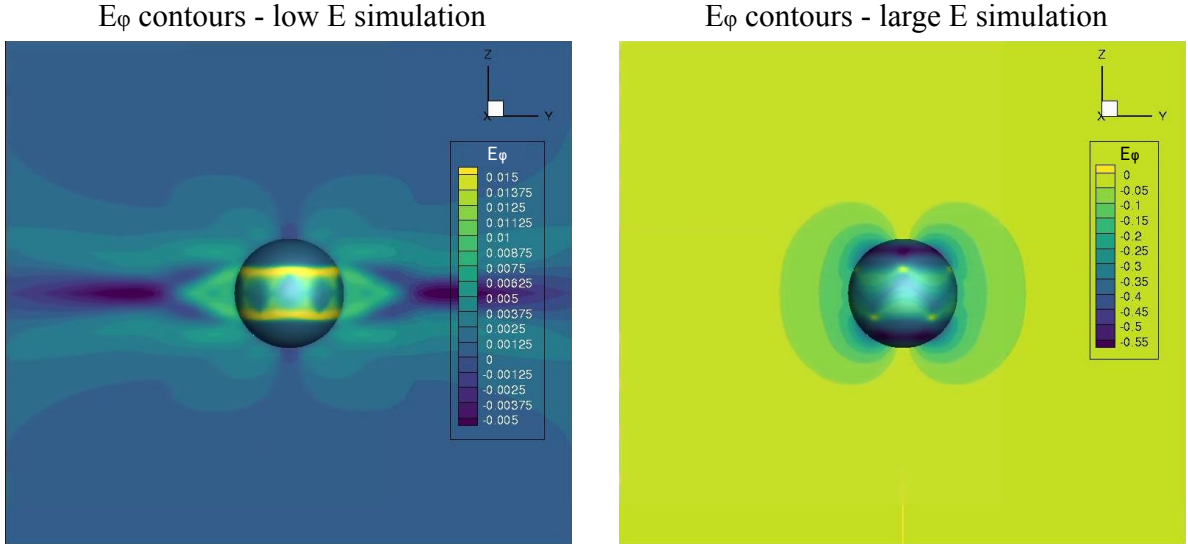 Eφ contours - low E simulation
Z
X
Y
Eφ
0.015
0.01375
0.0125
0.01125
0.01
0.00875
0.0075
0.00625
0.005
0.00375
0.0025
0.00125
0
-0.00125
-0.0025
-0.00375
-0.005
Eφ contours - large E simulation
Z
X
Y
Eφ
0
-0.05
-0.1
-0.15
-0.2
-0.25
-0.3
-0.35
-0.4
-0.45
-0.5
-0.55